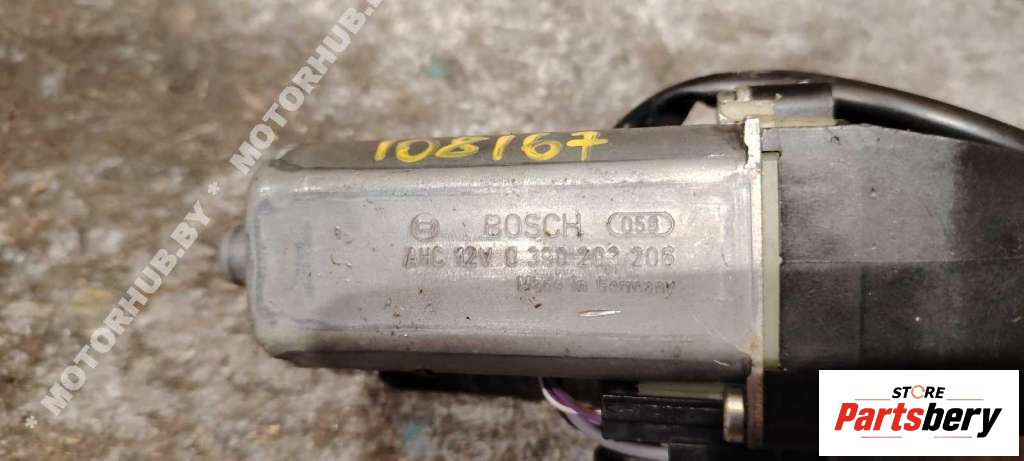 * MOTORHUB.BY * MOTORHUB.BY
108167
BOSCH 059
AHC 12V 0 390 203 206
Made in Germany
STORE
Partsbery